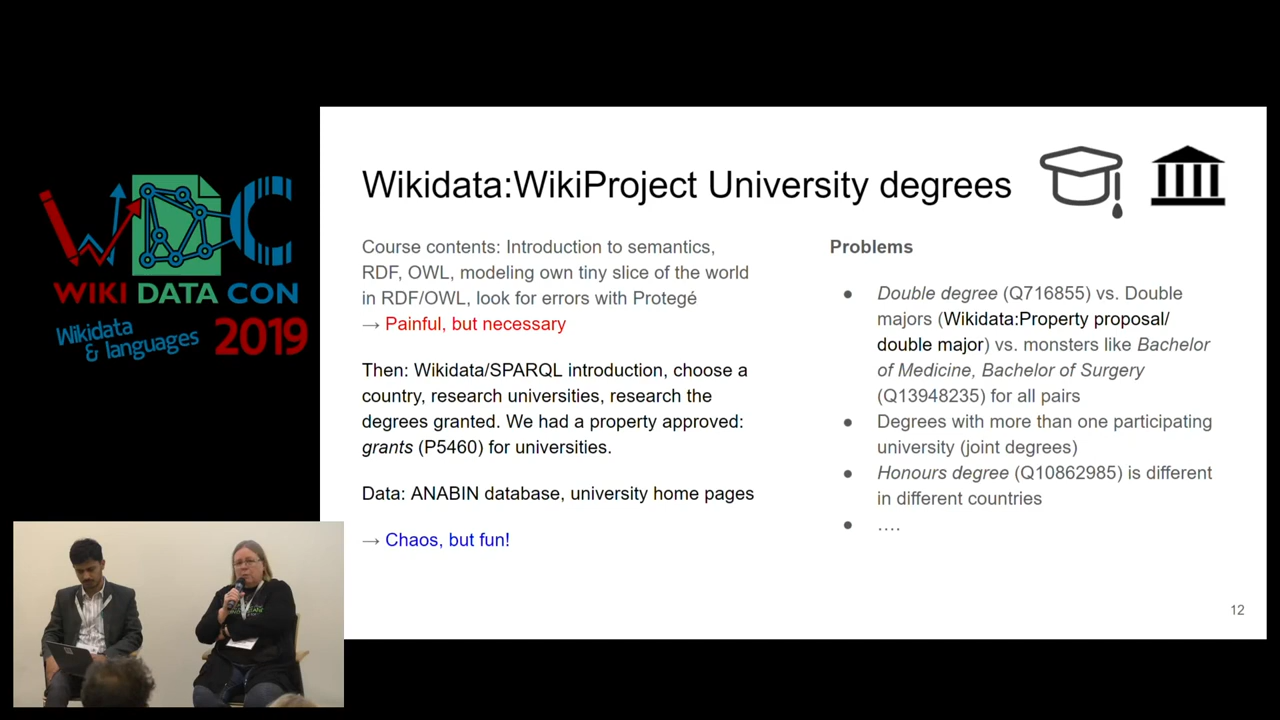 WIKI DATA CON
Wikidata
& languages 2019
Wikidata:WikiProject University degrees
Course contents: Introduction to semantics,
RDF, OWL, modeling own tiny slice of the world
in RDF/OWL, look for errors with Protegé
→ Painful, but necessary
Then: Wikidata/SPARQL introduction, choose a
country, research universities, research the
degrees granted. We had a property approved:
grants (P5460) for universities.
Data: ANABIN database, university home pages
→ Chaos, but fun!
Problems
● Double degree (Q716855) vs. Double
majors (Wikidata:Property proposal/
double major) vs. monsters like Bachelor
of Medicine, Bachelor of Surgery
(Q13948235) for all pairs
● Degrees with more than one participating
university (joint degrees)
● Honours degree (Q10862985) is different
in different countries
● ….
12